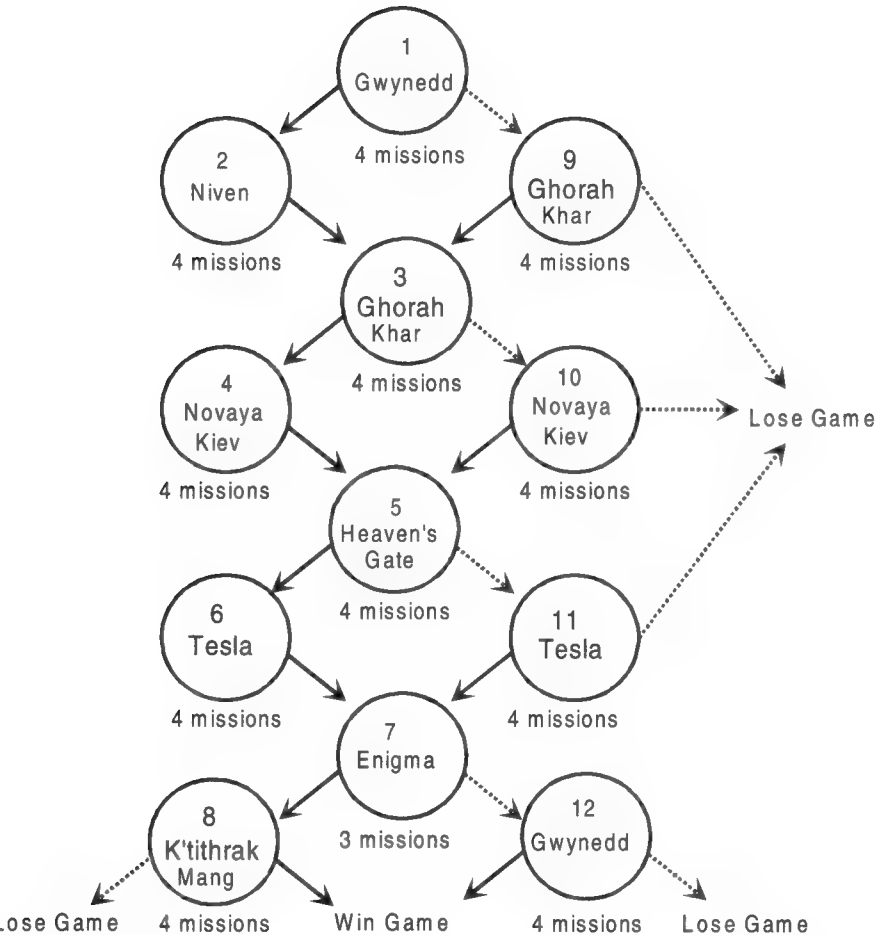 1
Gwynedd
4 missions
2
Niven
4 missions
9
Ghorah
Khar
4 missions
3
Ghorah
Khar
4 missions
4
Novaya
Kiev
4 missions
10
Novaya
Kiev
4 missions
Lose Game
5
Heaven's
Gate
4 missions
6
Tesla
4 missions
11
Tesla
4 missions
7
Enigma
3 missions
8
K'tithrak
Mang
4 missions
12
Gwynedd
4 missions
Lose Game
Win Game
Lose Game